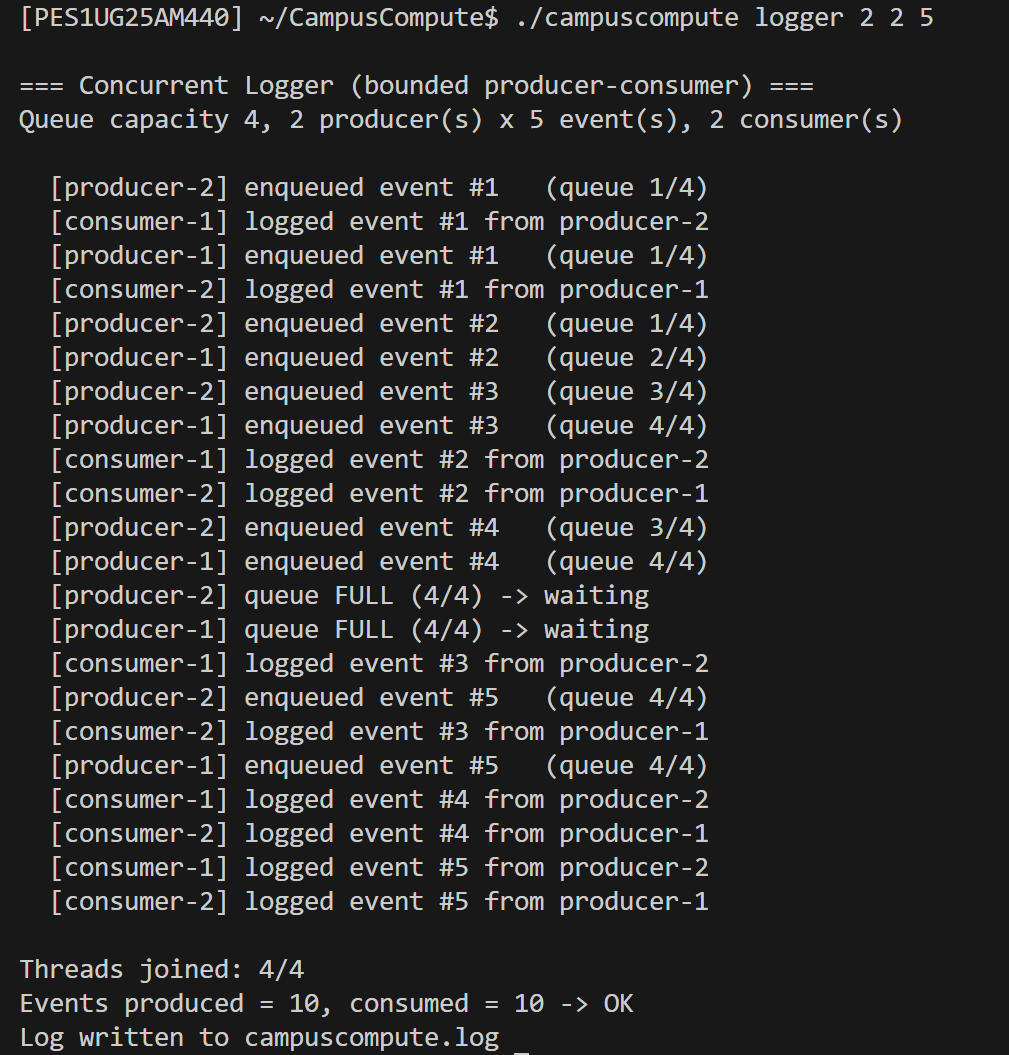 [PES1UG25AM440] ~/CampusCompute$ ./campuscompute logger 2 2 5
=== Concurrent Logger (bounded producer-consumer) ===
Queue capacity 4, 2 producer(s) x 5 event(s), 2 consumer(s)
[producer-2] enqueued event #1   (queue 1/4)
[consumer-1] logged event #1 from producer-2
[producer-1] enqueued event #1   (queue 1/4)
[consumer-2] logged event #1 from producer-1
[producer-2] enqueued event #2   (queue 1/4)
[producer-1] enqueued event #2   (queue 2/4)
[producer-2] enqueued event #3   (queue 3/4)
[producer-1] enqueued event #3   (queue 4/4)
[consumer-1] logged event #2 from producer-2
[consumer-2] logged event #2 from producer-1
[producer-2] enqueued event #4   (queue 3/4)
[producer-1] enqueued event #4   (queue 4/4)
[producer-2] queue FULL (4/4) -> waiting
[producer-1] queue FULL (4/4) -> waiting
[consumer-1] logged event #3 from producer-2
[producer-2] enqueued event #5   (queue 4/4)
[consumer-2] logged event #3 from producer-1
[producer-1] enqueued event #5   (queue 4/4)
[consumer-1] logged event #4 from producer-2
[consumer-2] logged event #4 from producer-1
[consumer-1] logged event #5 from producer-2
[consumer-2] logged event #5 from producer-1
Threads joined: 4/4
Events produced = 10, consumed = 10 -> OK
Log written to campuscompute.log